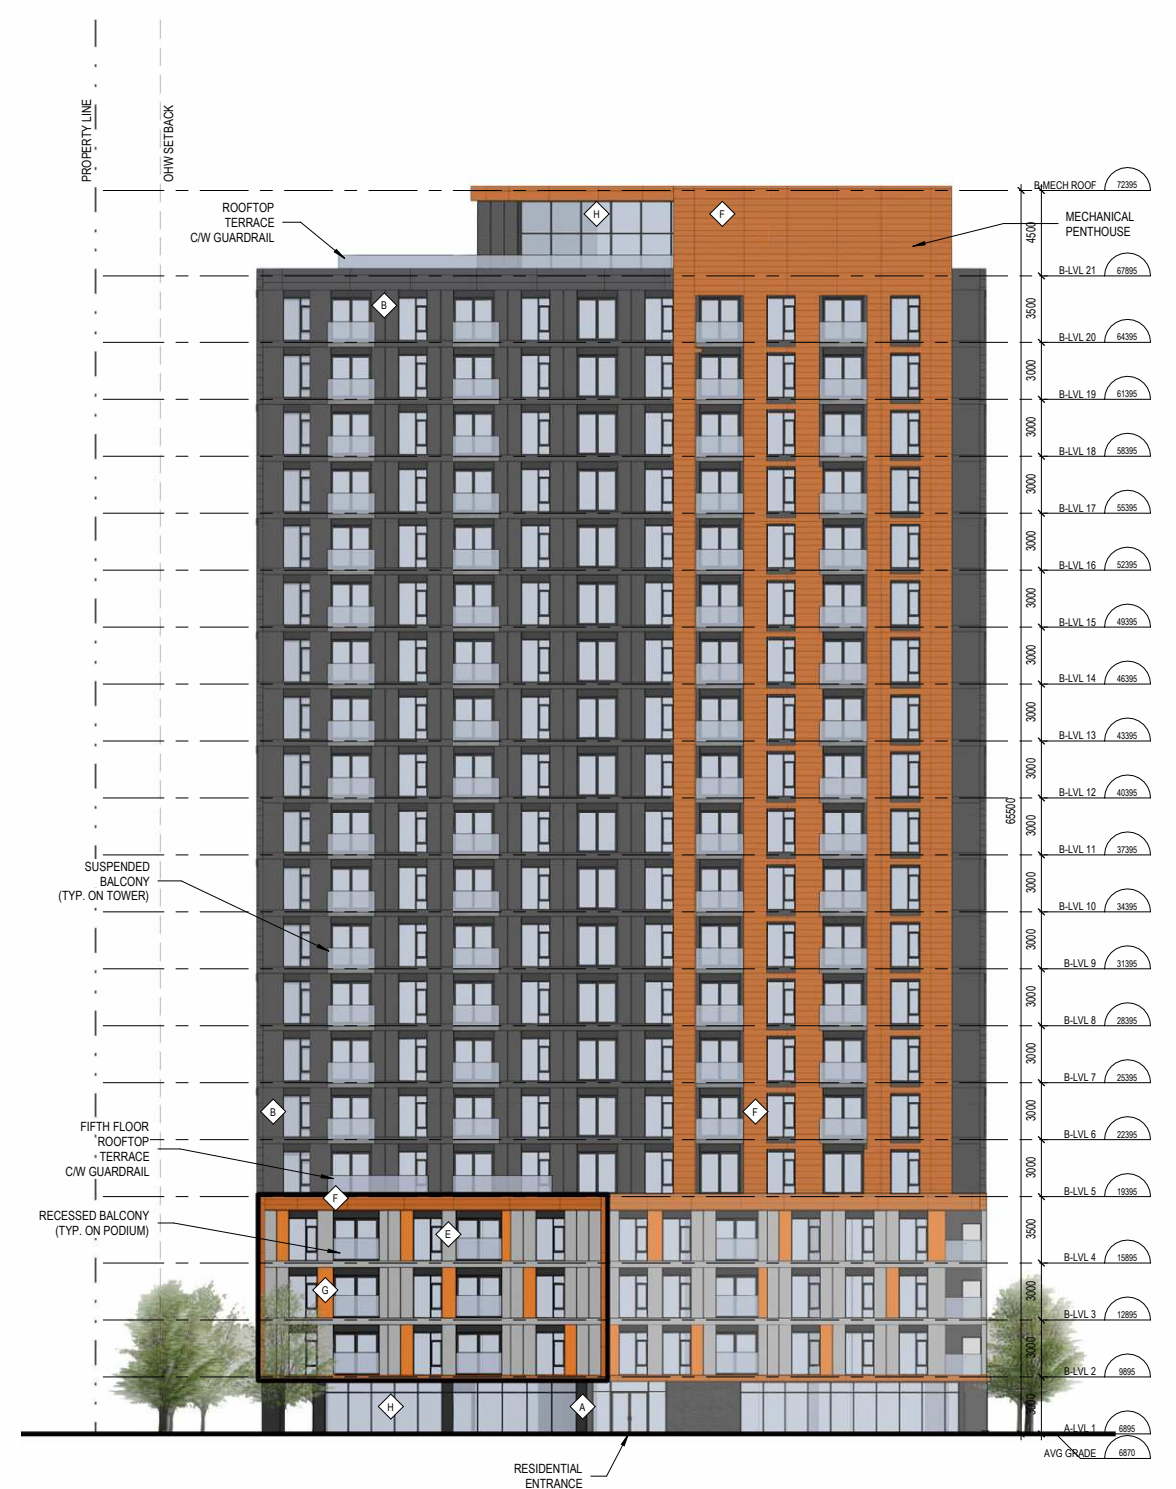 PROPERTY LINE
OHW SETBACK
ROOFTOP
TERRACE
C/W GUARDRAIL
H
F
MECHANICAL
PENTHOUSE
B-MECH ROOF 72395
4500
B-LVL 21 67895
B
3500
B-LVL 20 64395
3000
B-LVL 19 61395
3000
B-LVL 18 58395
3000
B-LVL 17 55395
3000
B-LVL 16 52395
3000
B-LVL 15 49395
3000
B-LVL 14 46395
3000
B-LVL 13 43395
3000
B-LVL 12 40395
65500
3000
B-LVL 11 37395
SUSPENDED
BALCONY
(TYP. ON TOWER)
3000
B-LVL 10 34395
3000
B-LVL 9 31395
3000
B-LVL 8 28395
3000
B-LVL 7 25395
B
F
3000
B-LVL 6 22395
FIFTH FLOOR
ROOFTOP
TERRACE
C/W GUARDRAIL
3000
B-LVL 5 19395
F
RECESSED BALCONY
(TYP. ON PODIUM)
E
3500
B-LVL 4 15895
G
3000
B-LVL 3 12895
3000
B-LVL 2 9895
H
A
3000
A-LVL 1 6895
AVG GRADE 6870
RESIDENTIAL
ENTRANCE